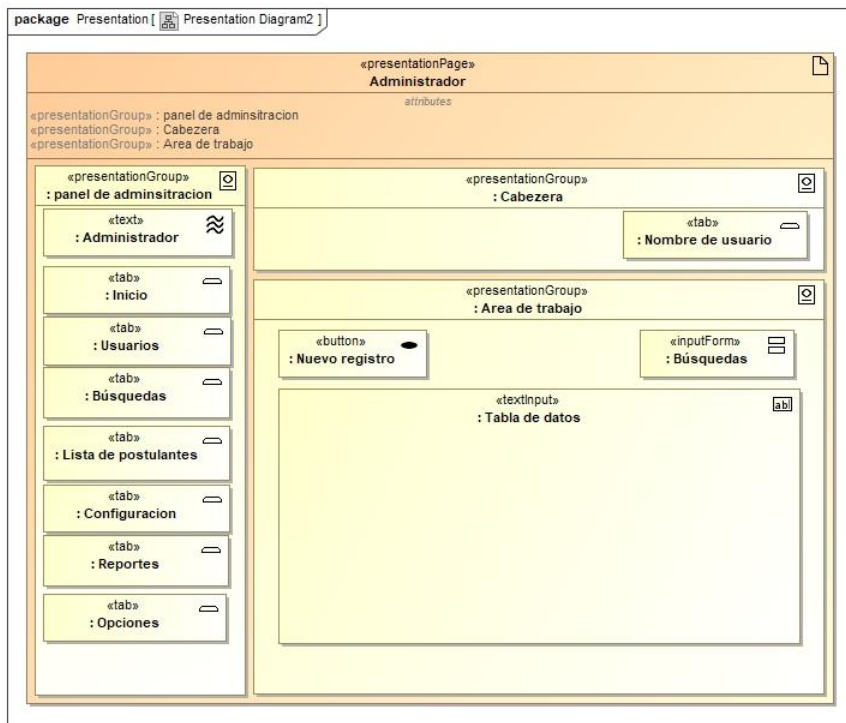 package Presentation [ Presentation Diagram2 ]
«presentationPage»
Administrador
attributes
«presentationGroup» : panel de adminsitracion
«presentationGroup» : Cabezera
«presentationGroup» : Area de trabajo
«presentationGroup»
: panel de adminsitracion
«text»
: Administrador
«tab»
: Inicio
«tab»
: Usuarios
«tab»
: Búsquedas
«tab»
: Lista de postulantes
«tab»
: Configuracion
«tab»
: Reportes
«tab»
: Opciones
«presentationGroup»
: Cabezera
«tab»
: Nombre de usuario
«presentationGroup»
: Area de trabajo
«button»
: Nuevo registro
«inputForm»
: Búsquedas
«textInput»
: Tabla de datos
ab|